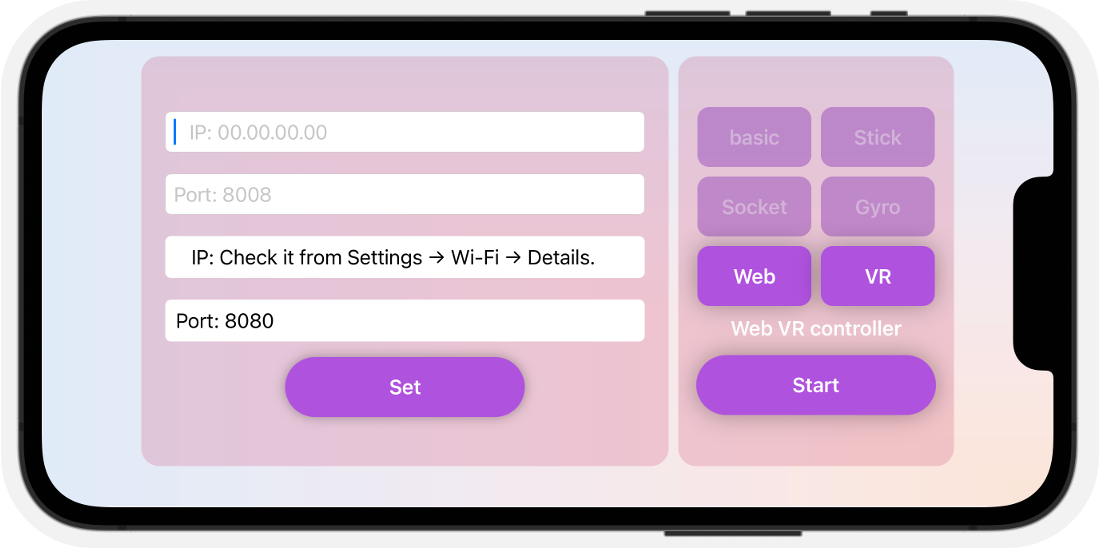 IP: 00.00.00.00
Port: 8008
IP: Check it from Settings → Wi-Fi → Details.
Port: 8080
Set
basic
Stick
Socket
Gyro
Web
VR
Web VR controller
Start